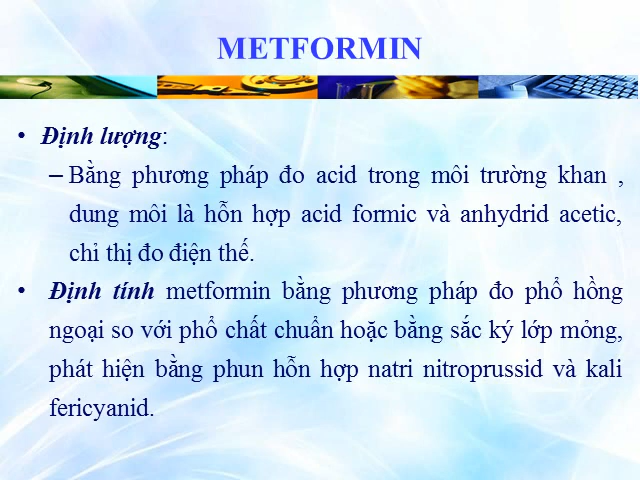 METFORMIN
• Định lượng:
– Bằng phương pháp đo acid trong môi trường khan ,
dung môi là hỗn hợp acid formic và anhydrid acetic,
chỉ thị đo điện thế.
• Định tính metformin bằng phương pháp đo phổ hồng
ngoại so với phổ chất chuẩn hoặc bằng sắc ký lớp mỏng,
phát hiện bằng phun hỗn hợp natri nitroprussid và kali
fericyanid.